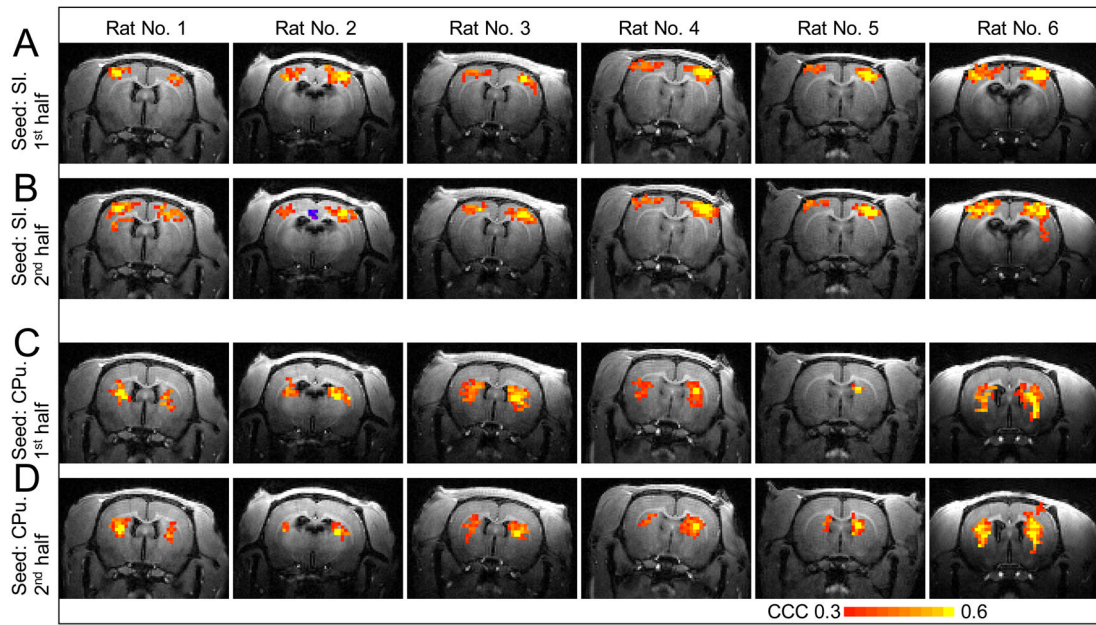 Rat No. 1 Rat No. 2 Rat No. 3 Rat No. 4 Rat No. 5 Rat No. 6
A
Seed: SI.
1st half
B
Seed: SI.
2nd half
C
Seed: CPu.
1st half
D
Seed: CPu.
2nd half
CCC 0.3 0.6